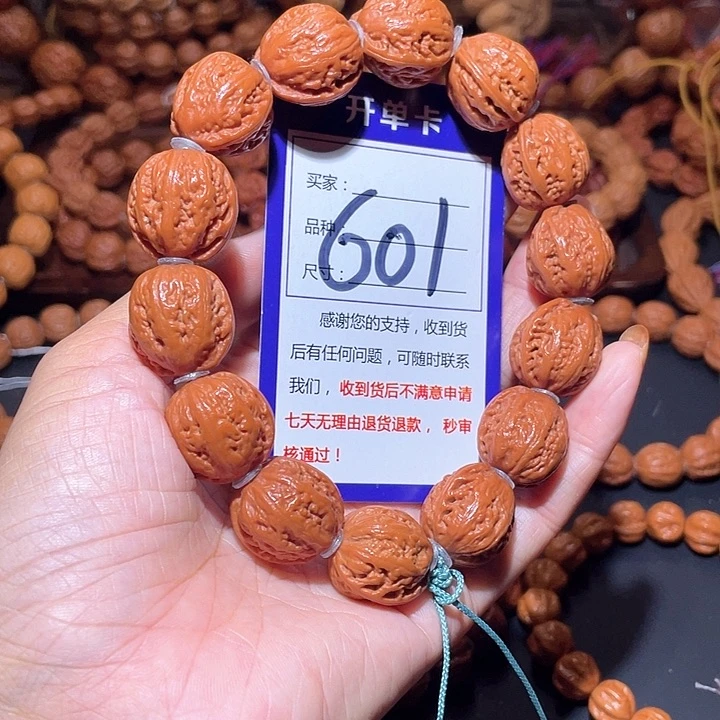 开单卡
买家：
品种：
尺寸：
601
感谢您的支持，收到货
后有任何问题，可随时联系
我们，收到货后不满意申请
七天无理由退货退款，秒审
核通过！